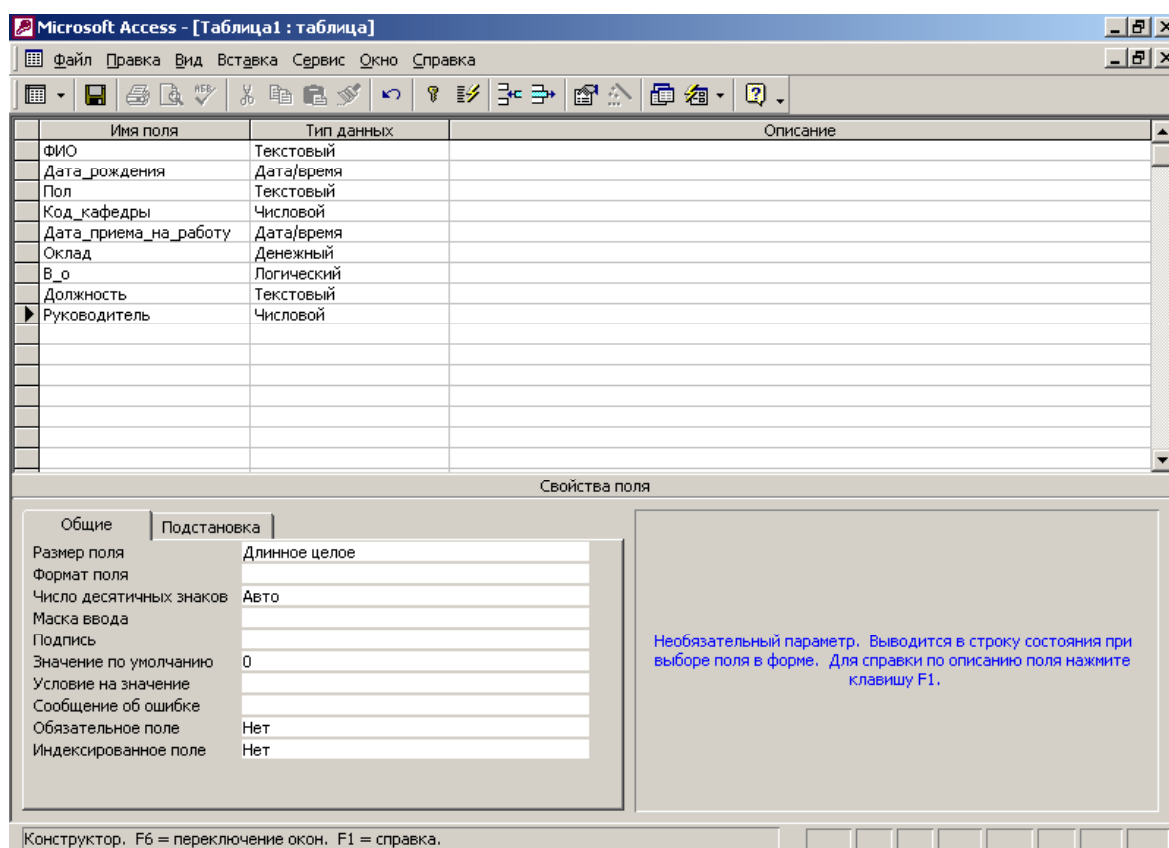 Microsoft Access - [Таблица1 : таблица]
Файл Правка Вид Вставка Сервис Окно Справка
Имя поля Тип данных Описание
ФИО Текстовый
Дата_рождения Дата/время
Пол Текстовый
Код_кафедры Числовой
Дата_приема_на_работу Дата/время
Оклад Денежный
В_о Логический
Должность Текстовый
Руководитель Числовой
Свойства поля
Общие Подстановка
Размер поля Длинное целое
Формат поля
Число десятичных знаков Авто
Маска ввода
Подпись
Значение по умолчанию 0
Условие на значение
Сообщение об ошибке
Обязательное поле Нет
Индексированное поле Нет
Необязательный параметр. Выводится в строку состояния при
выборе поля в форме. Для справки по описанию поля нажмите
клавишу F1.
Конструктор. F6 = переключение окон. F1 = справка.